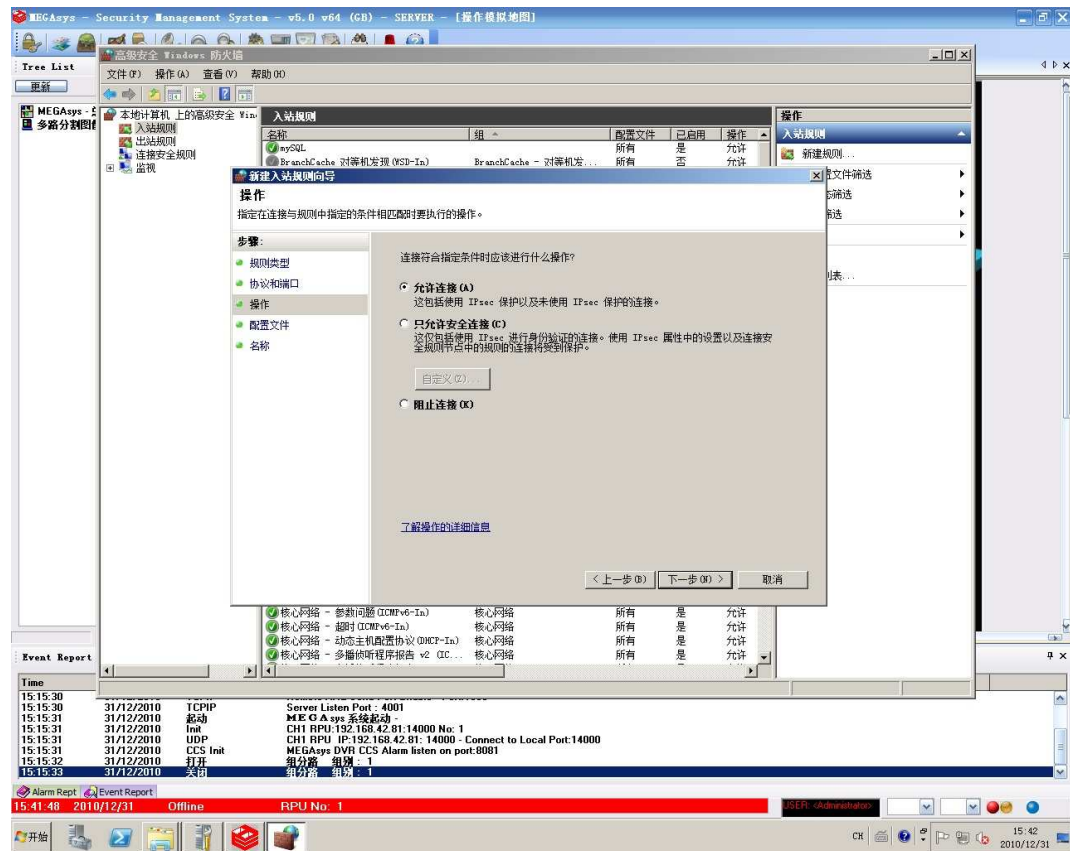 MEGAsys - Security Management System - v5.0 v64 (GB) - SERVER - [操作模拟地图]
Tree List
更新
MEGAsys -
多路分割图
高级安全 Windows 防火墙
文件(F) 操作(A) 查看(V) 帮助(H)
本地计算机 上的高级安全 Win
入站规则
出站规则
连接安全规则
监视
入站规则
名称 组 配置文件 已启用 操作
mySQL 所有 是 允许
BranchCache 对等机发现(WSD-In) BranchCache - 对等机发... 所有 否 允许
操作
入站规则
新建规则...
置文件筛选
筛选
筛选
列表...
新建入站规则向导
操作
指定在连接与规则中指定的条件相匹配时要执行的操作。
步骤:
规则类型
协议和端口
操作
配置文件
名称
连接符合指定条件时应该进行什么操作?
允许连接(A)
这包括使用 IPsec 保护以及未使用 IPsec 保护的连接。
只允许安全连接(C)
这仅包括使用 IPsec 进行身份验证的连接。使用 IPsec 属性中的设置以及连接安
全规则节点中的规则的连接将受到保护。
自定义(Z)...
阻止连接(K)
了解操作的详细信息
< 上一步(B) 下一步(N) > 取消
核心网络 - 参数问题(ICMPv6-In) 核心网络 所有 是 允许
核心网络 - 超时(ICMPv6-In) 核心网络 所有 是 允许
核心网络 - 动态主机配置协议(DHCP-In) 核心网络 所有 是 允许
核心网络 - 多播侦听程序报告 v2 (IC... 核心网络 所有 是 允许
Event Report
Time
15:15:30
15:15:30 31/12/2010 TCPIP Server Listen Port : 4001
15:15:31 31/12/2010 起动 MEGAsys 系统起动 -
15:15:31 31/12/2010 Init CH1 RPU:192.168.42.81:14000 No: 1
15:15:31 31/12/2010 UDP CH1 RPU IP:192.168.42.81: 14000 - Connect to Local Port:14000
15:15:31 31/12/2010 CCS Init MEGAsys DVR CCS Alarm listen on port:8081
15:15:32 31/12/2010 打开 组分路 组别 : 1
15:15:33 31/12/2010 关闭 组分路 组别 : 1
Alarm Rept Event Report
15:41:48 2010/12/31 Offline RPU No: 1 USER: <Administrator>
开始 CH 15:42
2010/12/31